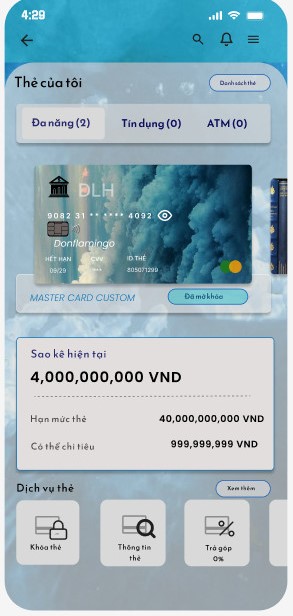 4:29
Thẻ của tôi
Danh sách thẻ
Đa năng (2)
Tín dụng (0)
ATM (0)
DLH
9082 31 ** **** 4092
Donflamingo
HẾT HẠN
CVV
ID THẺ
09/29
***
805071299
MASTER CARD CUSTOM
Đã mở khóa
Sao kê hiện tại
4,000,000,000 VND
Hạn mức thẻ
40,000,000,000 VND
Có thể chi tiêu
999,999,999 VND
Dịch vụ thẻ
Xem thêm
Khóa thẻ
Thông tin
thẻ
Trả góp
0%